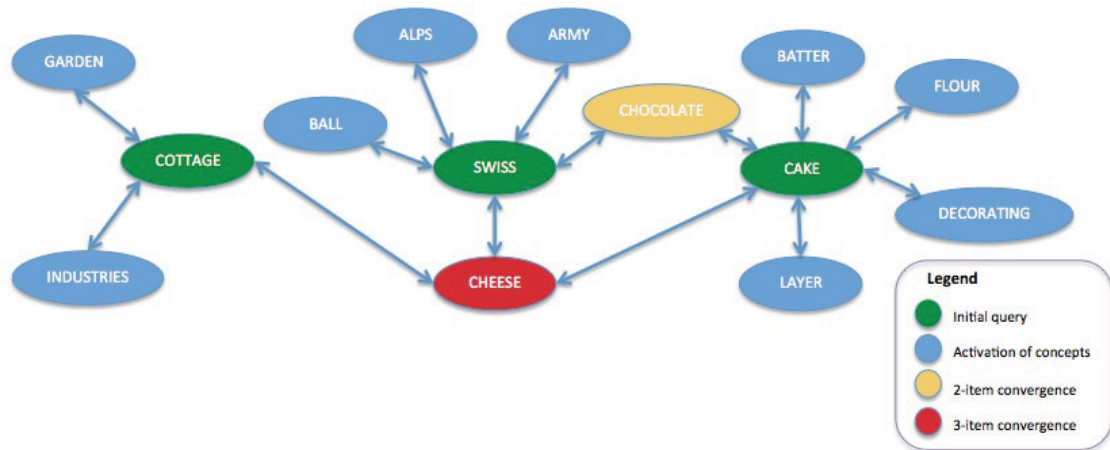 ALPS
ARMY
GARDEN
BATTER
FLOUR
CHOCOLATE
BALL
COTTAGE
SWISS
CAKE
DECORATING
INDUSTRIES
CHEESE
LAYER
Legend
Initial query
Activation of concepts
2-item convergence
3-item convergence